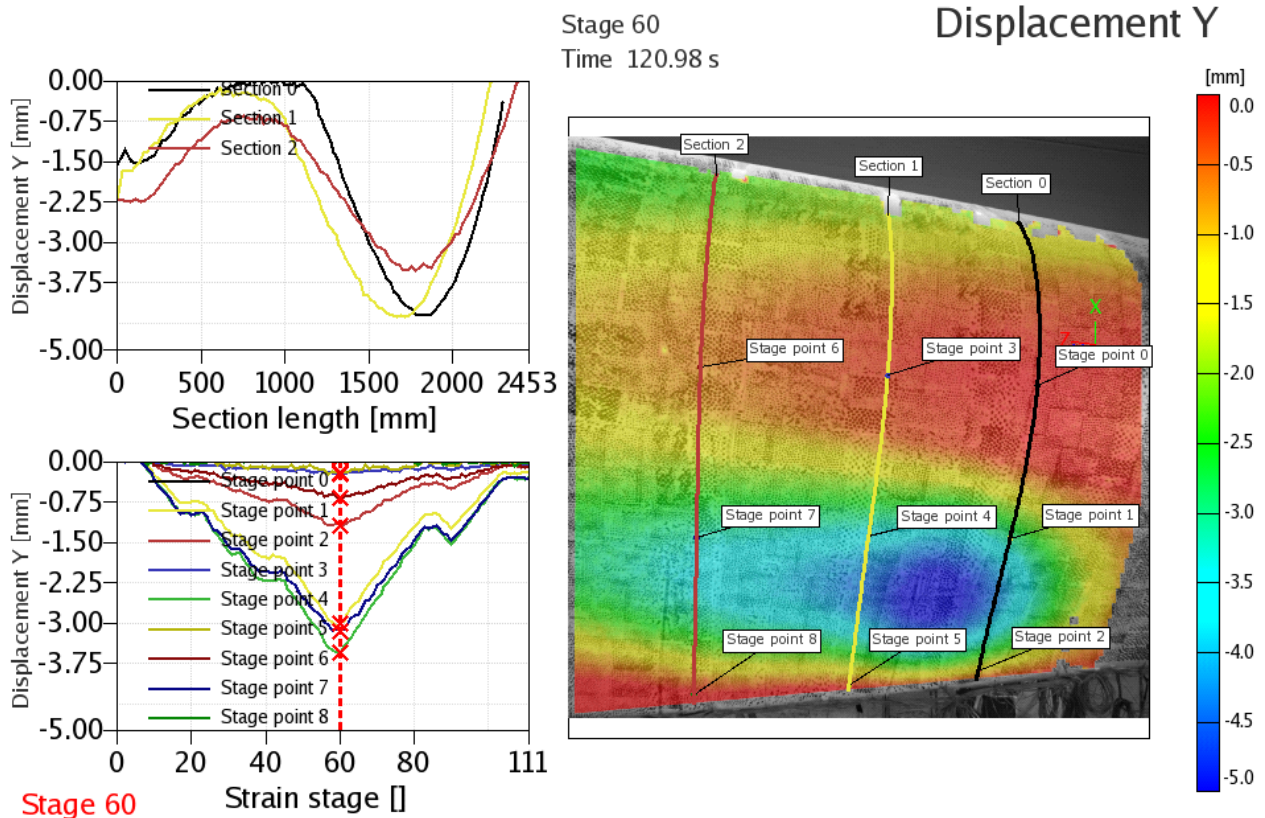 Stage 60
Time 120.98 s
Displacement Y
0.00
-0.75
-1.50
-2.25
-3.00
-3.75
-5.00
Displacement Y [mm]
Section 0
Section 1
Section 2
0 500 1000 1500 2000 2453
Section length [mm]
0.00
-0.75
-1.50
-2.25
-3.00
-3.75
-5.00
Displacement Y [mm]
Stage point 0
Stage point 1
Stage point 2
Stage point 3
Stage point 4
Stage point 5
Stage point 6
Stage point 7
Stage point 8
0 20 40 60 80 111
Stage 60
Strain stage []
Section 2
Section 1
Section 0
X
Z
Stage point 6
Stage point 3
Stage point 0
Stage point 7
Stage point 4
Stage point 1
Stage point 8
Stage point 5
Stage point 2
[mm]
0.0
-0.5
-1.0
-1.5
-2.0
-2.5
-3.0
-3.5
-4.0
-4.5
-5.0